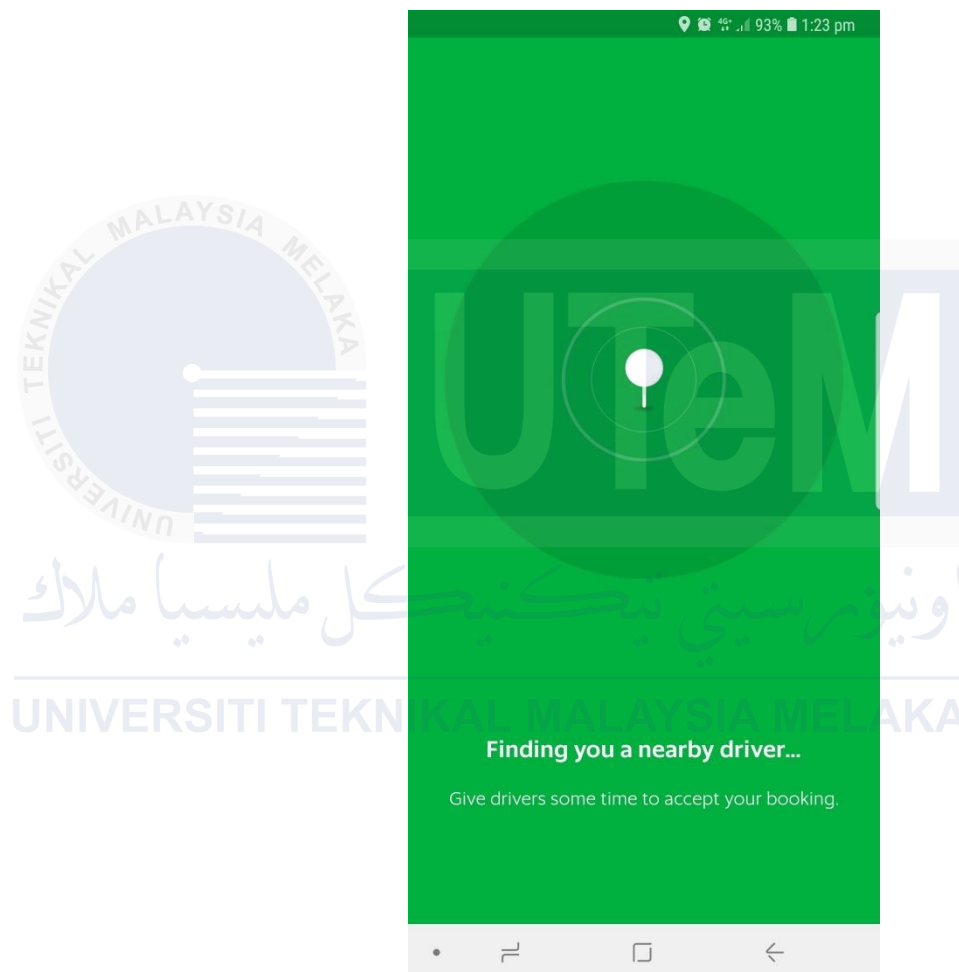 4G+ 93% 1:23 pm
UNIVERSITI TEKNIKAL MALAYSIA MELAKA
UTeM
اونيۏرسيتي تيكنيكل مليسيا ملاك
UNIVERSITI TEKNIKAL MALAYSIA MELAKA
Finding you a nearby driver...
Give drivers some time to accept your booking.